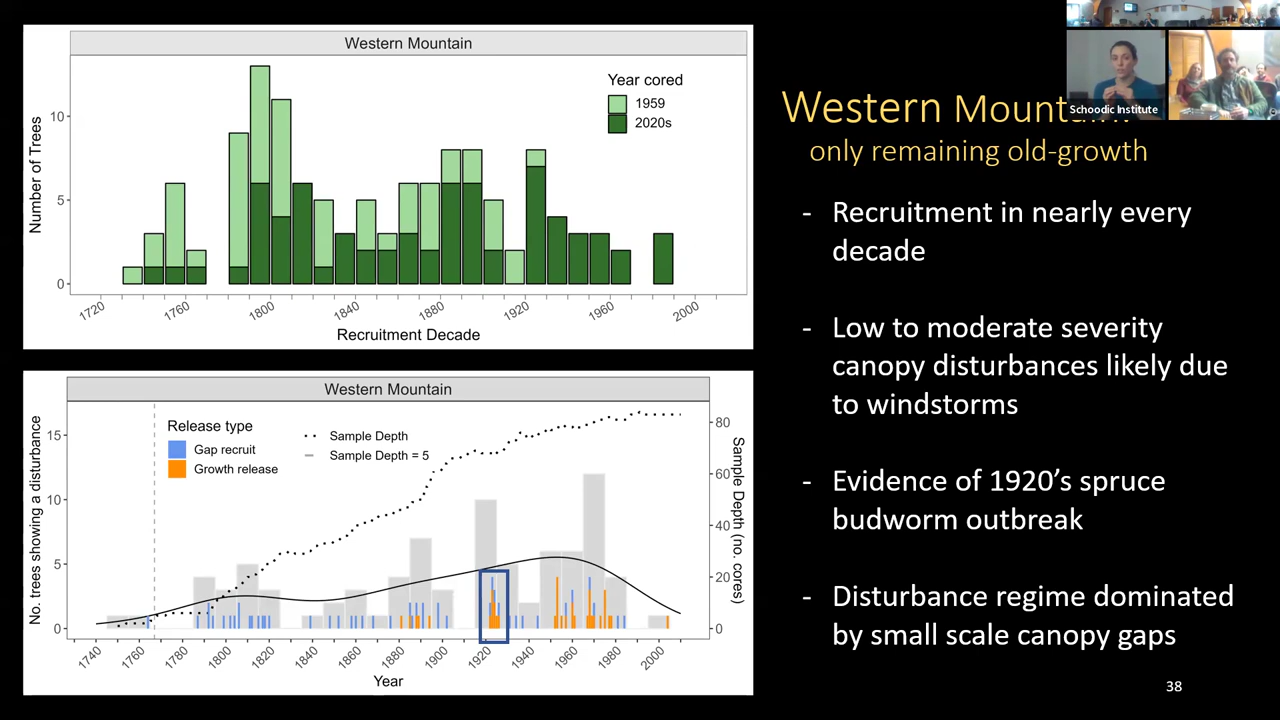 Western Mountain
Number of Trees
10
5
0
Year cored
1959
2020s
1720
1760
1800
1840
1880
1920
1960
2000
Recruitment Decade
Western Mountain
No. trees showing a disturbance
15
10
5
0
Release type
Gap recruit
Growth release
Sample Depth
Sample Depth = 5
80
60
40
20
0
Sample Depth (no. cores)
1740
1760
1780
1800
1820
1840
1860
1880
1900
1920
1940
1960
1980
2000
Year
Schoodic Institute
Western Mountain:
only remaining old-growth
- Recruitment in nearly every
decade
- Low to moderate severity
canopy disturbances likely due
to windstorms
- Evidence of 1920’s spruce
budworm outbreak
- Disturbance regime dominated
by small scale canopy gaps
38